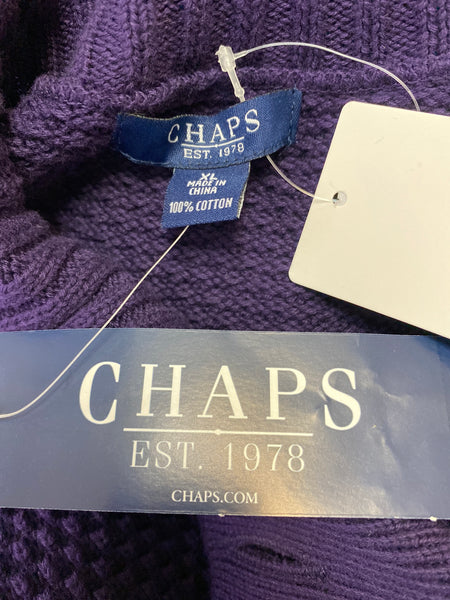 CHAPS
EST. 1978
XL
MADE IN
CHINA
100% COTTON
CHAPS
EST. 1978
CHAPS.COM